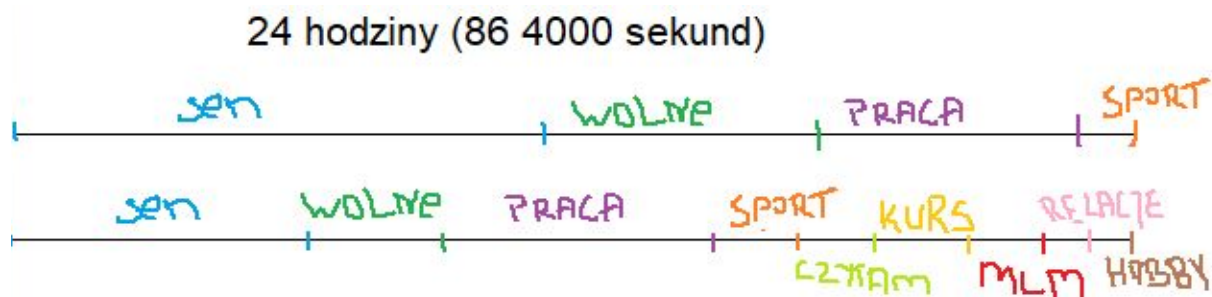 24 hodziny (86 4000 sekund)
sen WOLNE PRACA SPORT
sen WOLNE PRACA SPORT KURS RELACJE
CZYTAM MLM HOBBY